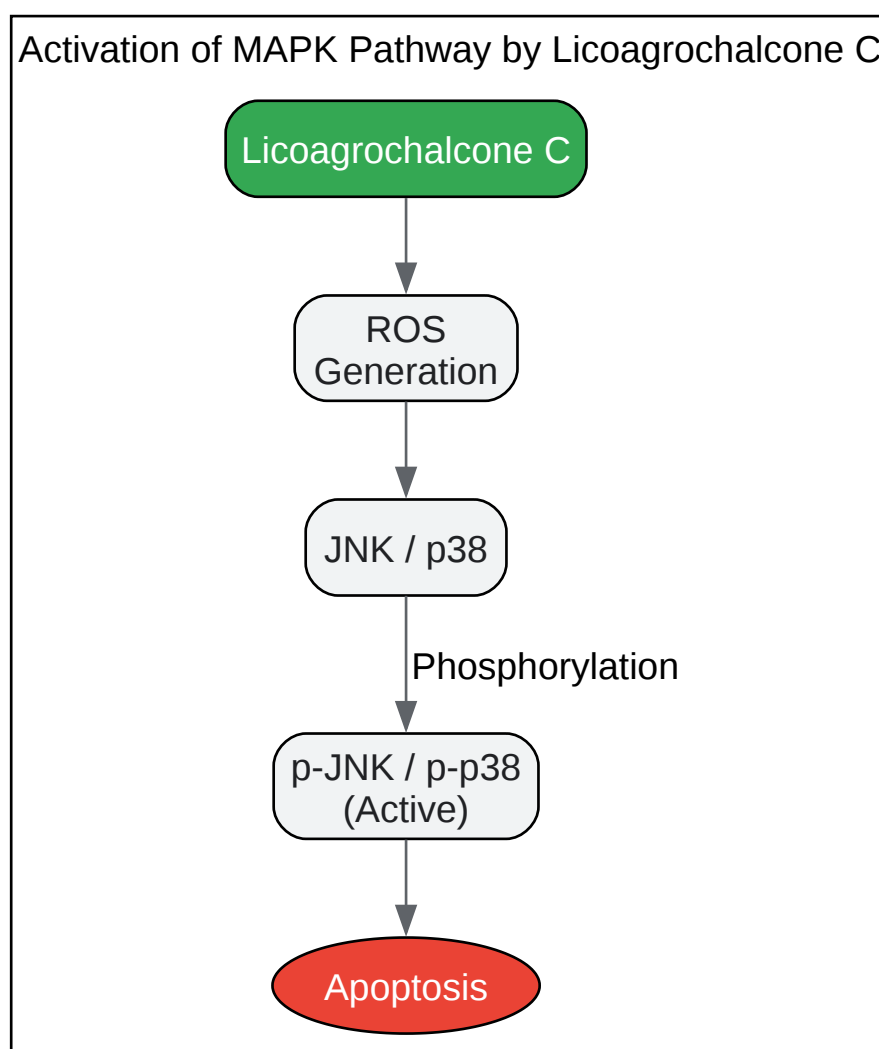 Activation of MAPK Pathway by Licoagrochalcone C
Licoagrochalcone C
ROS
Generation
JNK / p38
Phosphorylation
p-JNK / p-p38
(Active)
Apoptosis